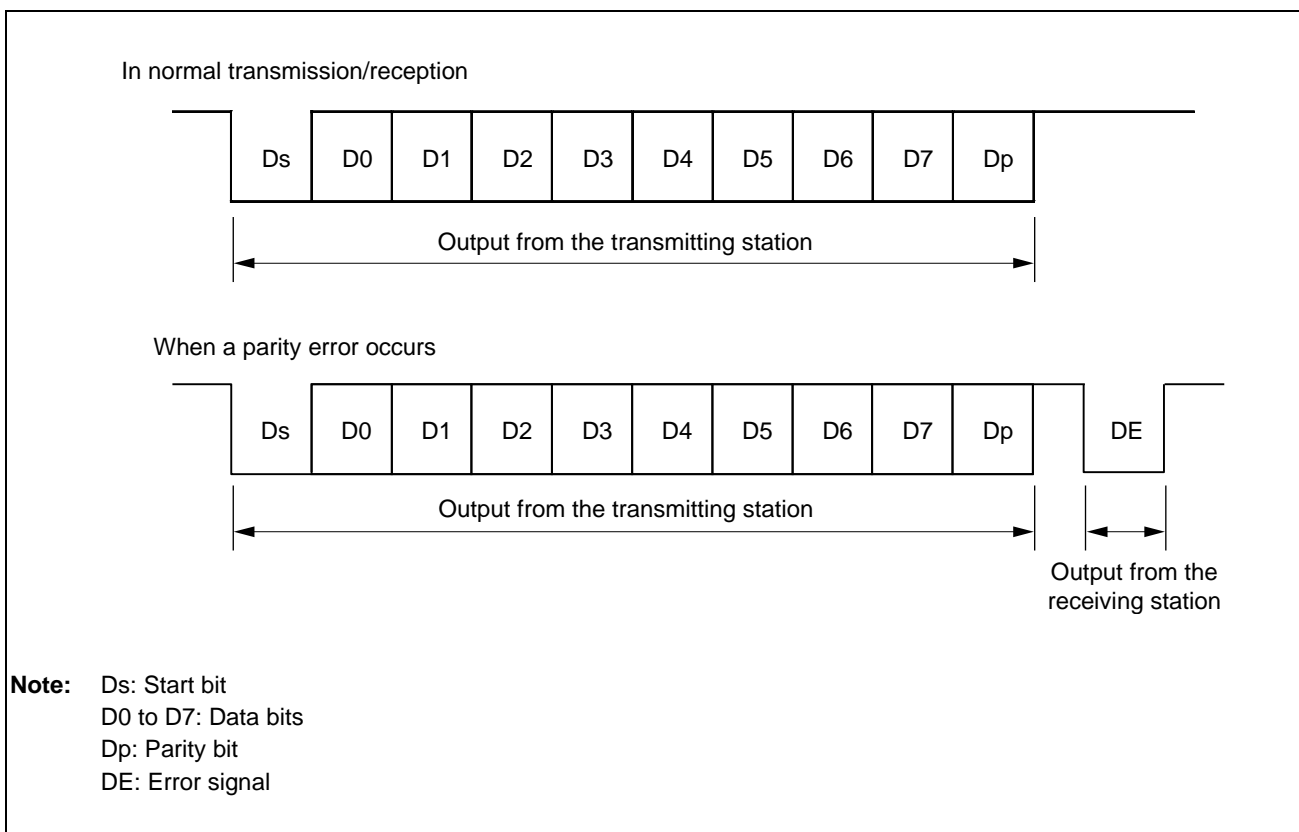 In normal transmission/reception
Ds D0 D1 D2 D3 D4 D5 D6 D7 Dp
Output from the transmitting station
When a parity error occurs
Ds D0 D1 D2 D3 D4 D5 D6 D7 Dp DE
Output from the transmitting station
Output from the
receiving station
Note: Ds: Start bit
D0 to D7: Data bits
Dp: Parity bit
DE: Error signal